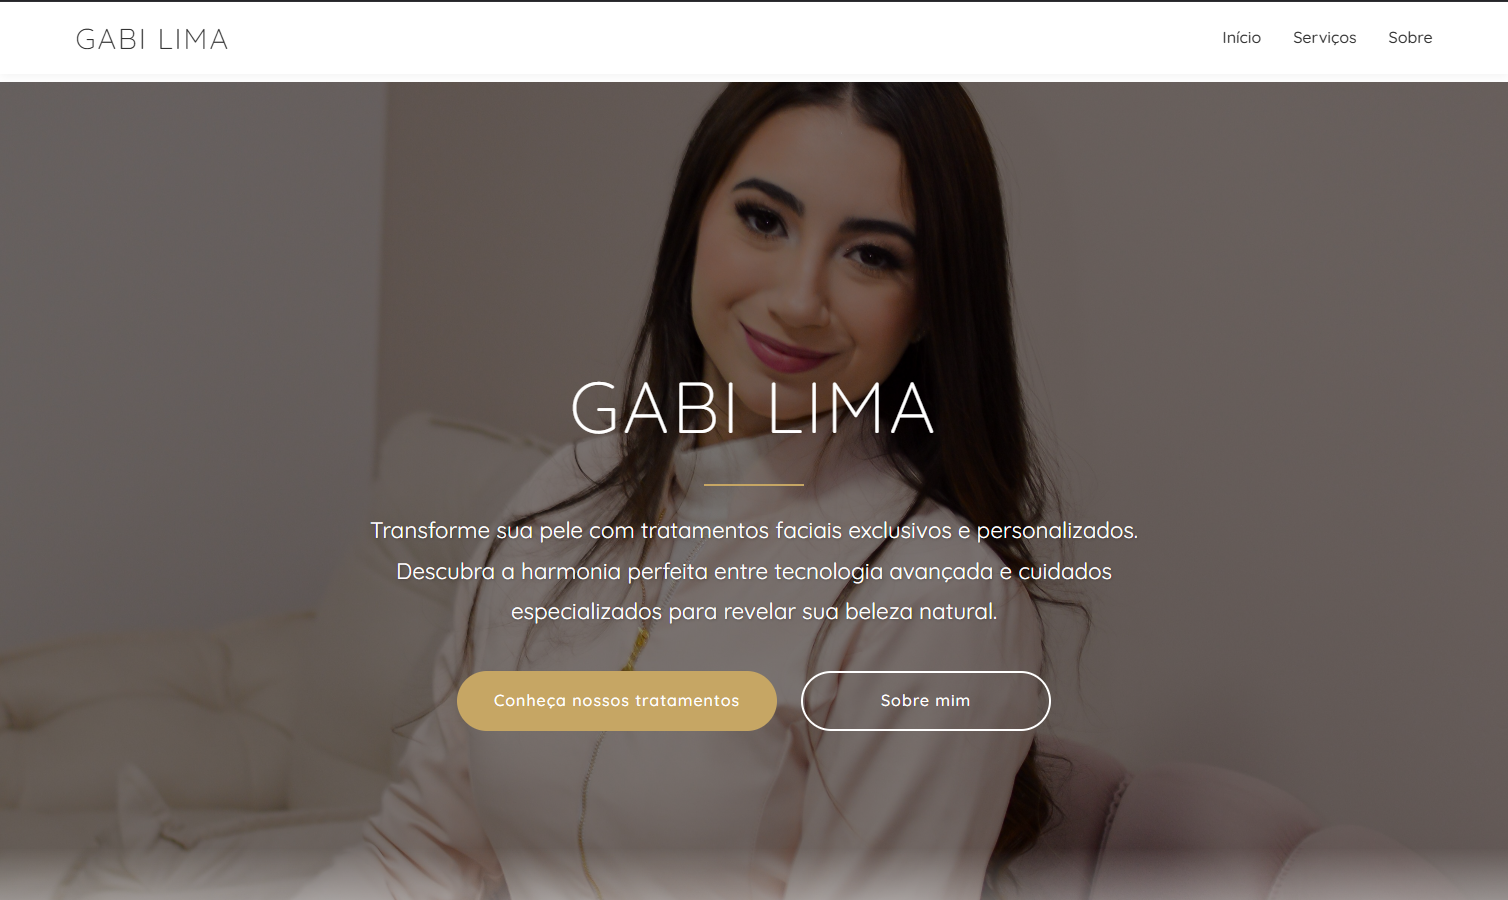 GABI LIMA
Início Serviços Sobre
GABI LIMA
Transforme sua pele com tratamentos faciais exclusivos e personalizados.
Descubra a harmonia perfeita entre tecnologia avançada e cuidados
especializados para revelar sua beleza natural.
Conheça nossos tratamentos
Sobre mim